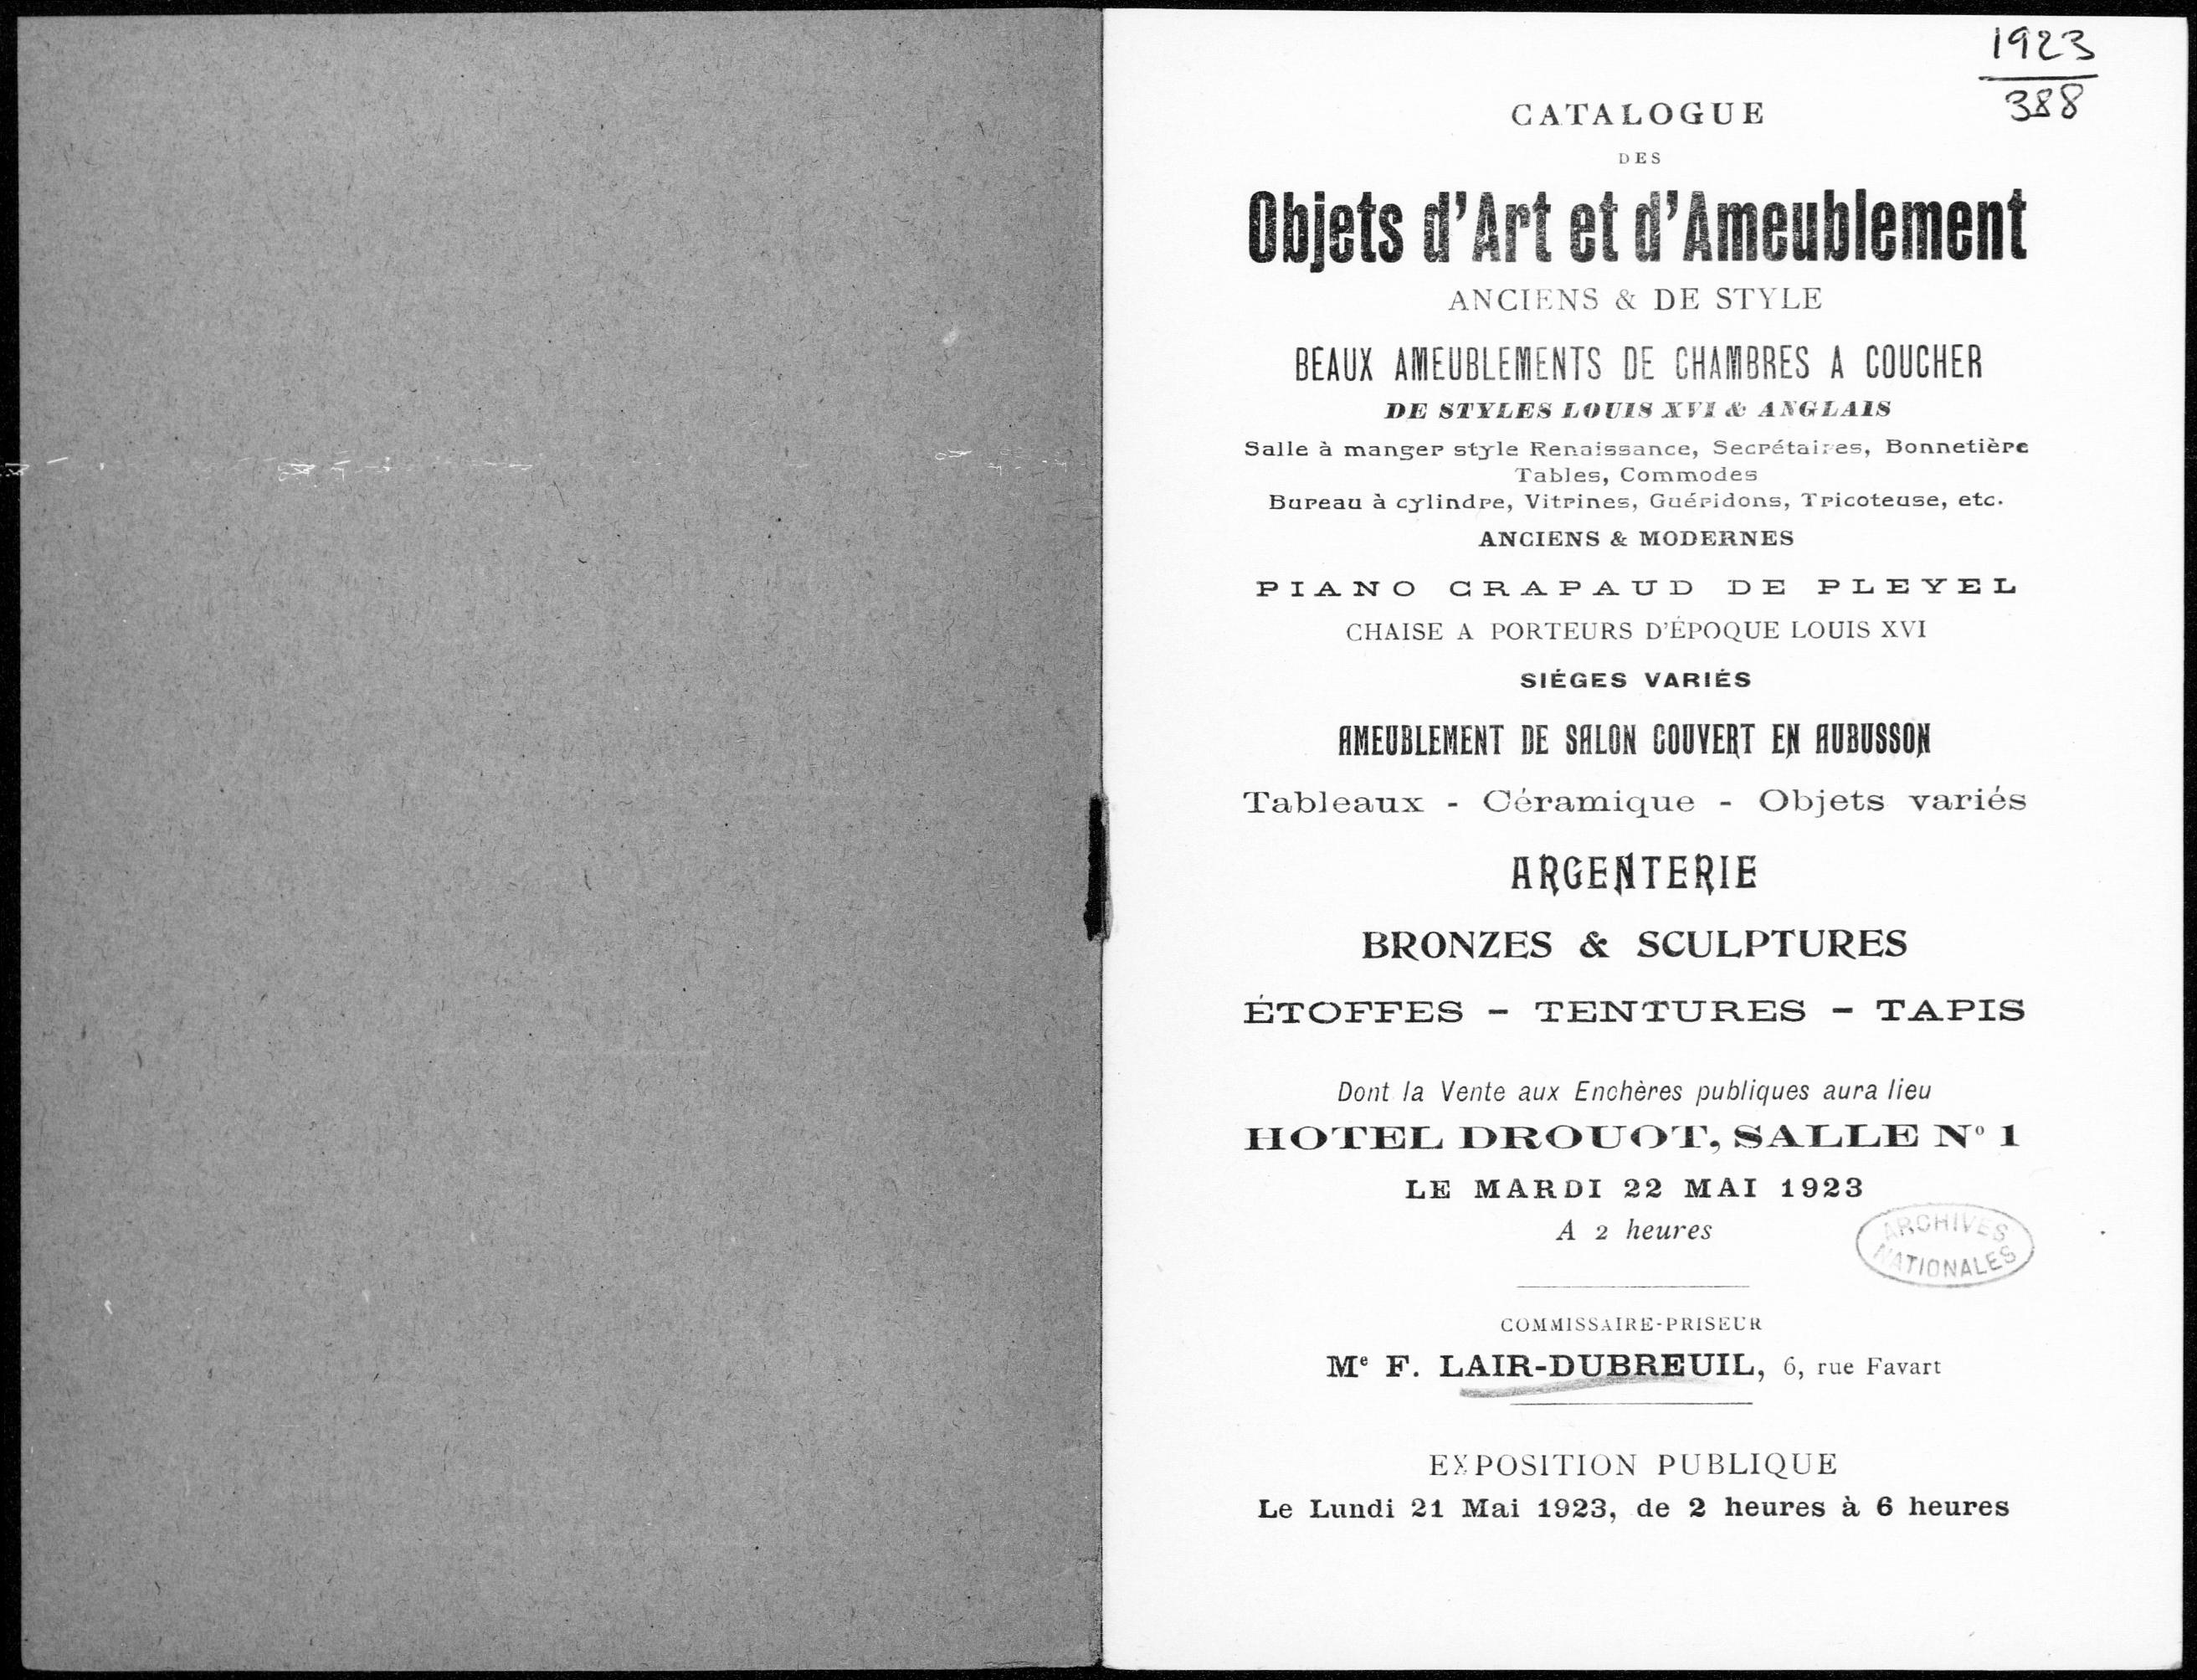 1923
388
CATALOGUE
DES
Objets d'Art et d'Ameublement
ANCIENS & DE STYLE
BEAUX AMEUBLEMENTS DE CHAMBRES A COUCHER
DE STYLES LOUIS XVI & ANGLAIS
Salle à manger style Renaissance, Secrétaires, Bonnetière
Tables, Commodes
Bureau à cylindre, Vitrines, Guéridons, Tricoteuse, etc.
ANCIENS & MODERNES
PIANO CRAPAUD DE PLEYEL
CHAISE A PORTEURS D'ÉPOQUE LOUIS XVI
SIÉGES VARIÉS
AMEUBLEMENT DE SALON COUVERT EN AUBUSSON
Tableaux - Céramique - Objets variés
ARGENTERIE
BRONZES & SCULPTURES
ÉTOFFES - TENTURES - TAPIS
Dont la Vente aux Enchères publiques aura lieu
HOTEL DROUOT, SALLE Nº 1
LE MARDI 22 MAI 1923
A 2 heures
ARCHIVES
NATIONALES
COMMISSAIRE-PRISEUR
Mᵉ F. LAIR-DUBREUIL, 6, rue Favart
EXPOSITION PUBLIQUE
Le Lundi 21 Mai 1923, de 2 heures à 6 heures